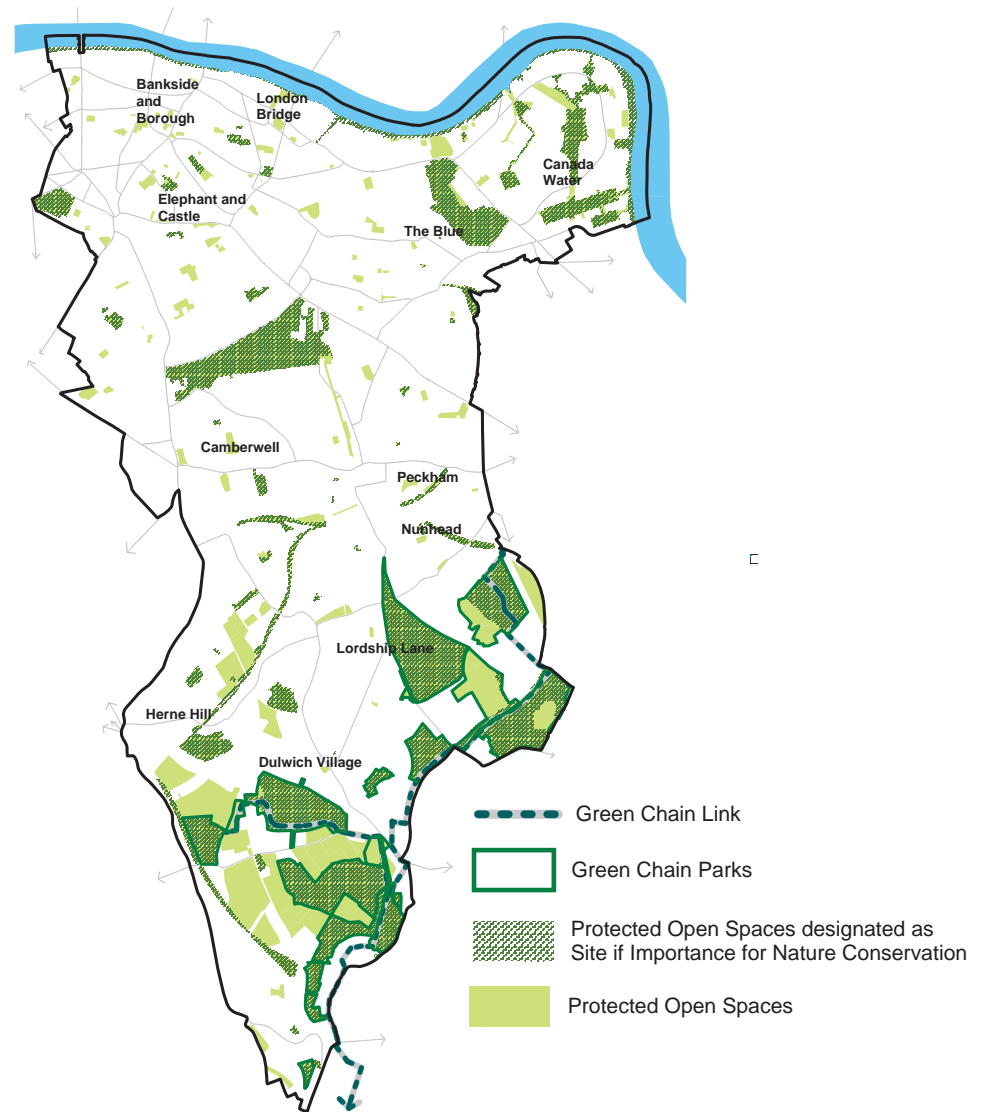 Bankside
and
Borough
London
Bridge
Canada
Water
Elephant and
Castle
The Blue
Camberwell
Peckham
Nunhead
Lordship Lane
Herne Hill
Dulwich Village
Green Chain Link
Green Chain Parks
Protected Open Spaces designated as
Site if Importance for Nature Conservation
Protected Open Spaces